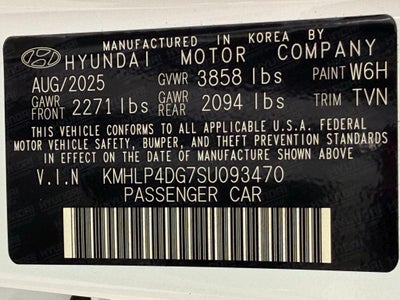 MANUFACTURED IN KOREA BY
HYUNDAI MOTOR COMPANY
AUG/2025 GVWR 3858 lbs PAINT W6H
GAWR FRONT 2271 lbs GAWR REAR 2094 lbs TRIM TVN
THIS VEHICLE CONFORMS TO ALL APPLICABLE U.S.A. FEDERAL
MOTOR VEHICLE SAFETY, BUMPER, AND THEFT PREVENTION STANDARDS
IN EFFECT ON THE DATE OF MANUFACTURE SHOWN ABOVE.
V.I.N KMHLP4DG7SU093470
PASSENGER CAR